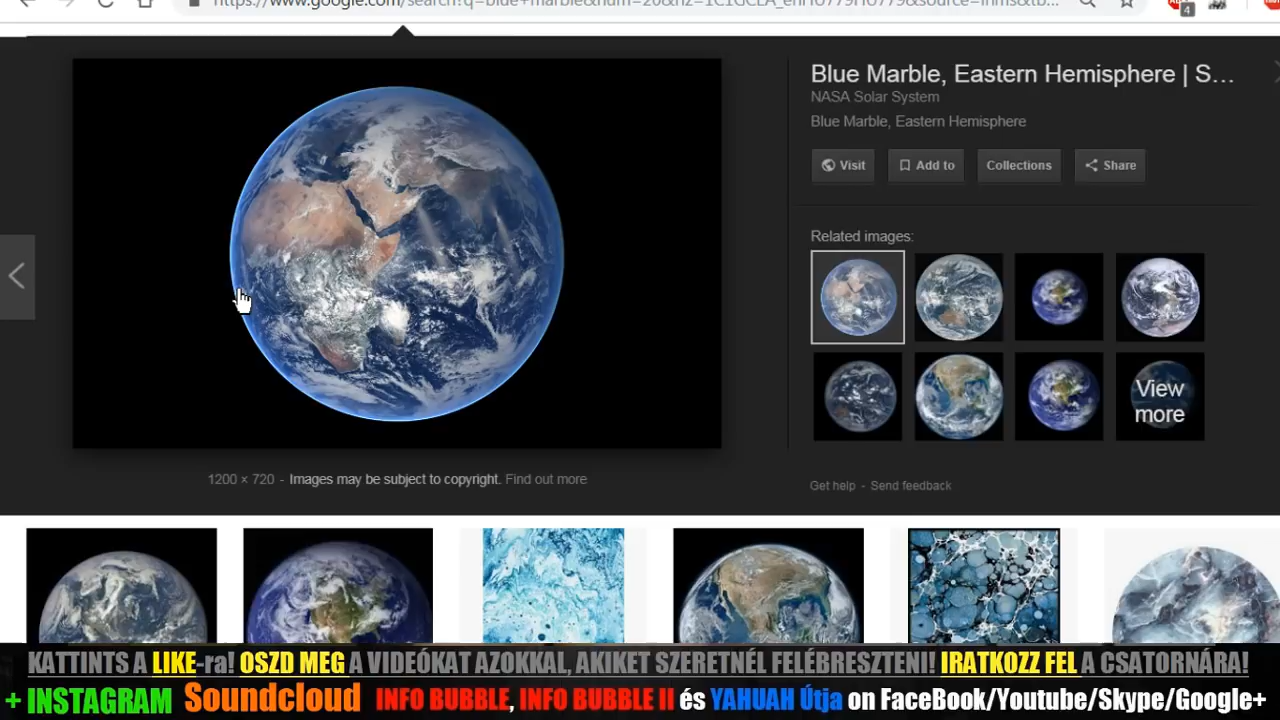 Blue Marble, Eastern Hemisphere | S...
NASA Solar System
Blue Marble, Eastern Hemisphere
Visit
Add to
Collections
Share
Related images:
View
more
1200 × 720 - Images may be subject to copyright. Find out more
Get help - Send feedback
KATTINTS A LIKE-ra! OSZD MEG A VIDEÓKAT AZOKKAL, AKIKET SZERETNÉL FELÉBRESZTENI! IRATKOZZ FEL A CSATORNÁRA!
+ INSTAGRAM Soundcloud INFO BUBBLE, INFO BUBBLE II és YAHUAH Útja on FaceBook/Youtube/Skype/Google+